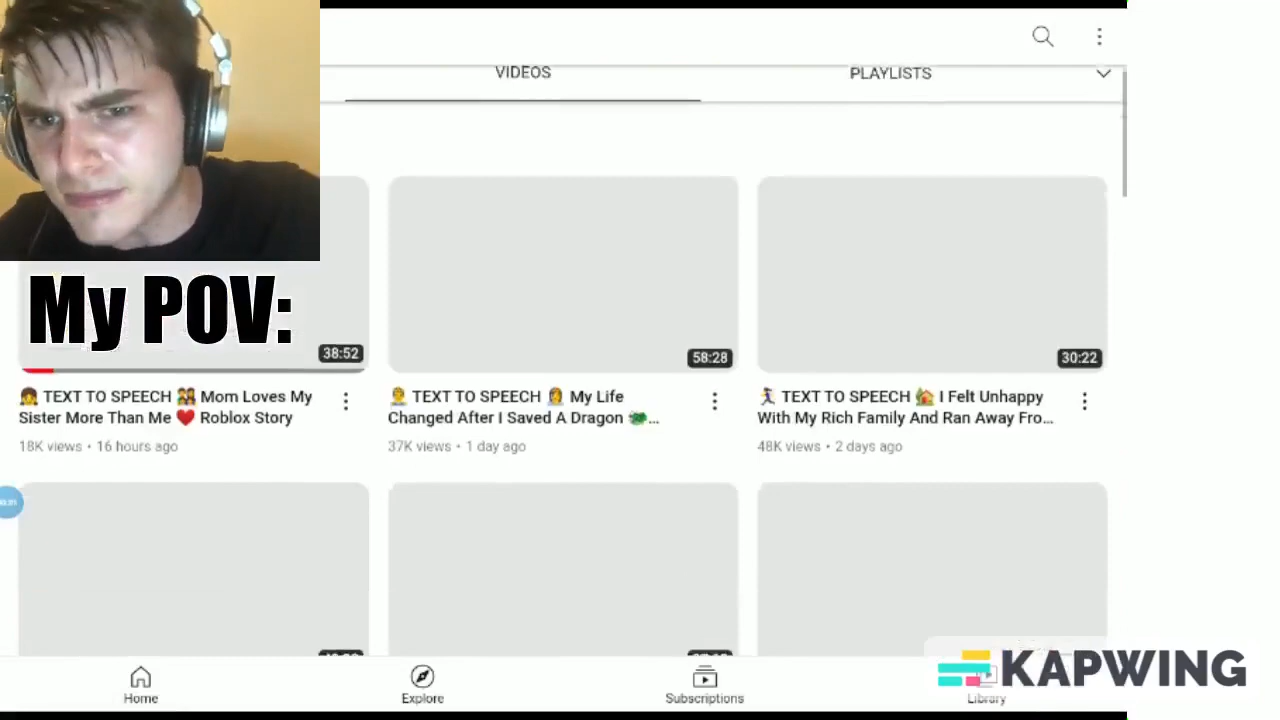 VIDEOS
PLAYLISTS
My POV:
38:52
58:28
30:22
👧 TEXT TO SPEECH 👭 Mom Loves My
Sister More Than Me ❤️ Roblox Story
18K views • 16 hours ago
TEXT TO SPEECH My Life
Changed After I Saved A Dragon 🐲...
37K views • 1 day ago
TEXT TO SPEECH 🏡 I Felt Unhappy
With My Rich Family And Ran Away Fro...
48K views • 2 days ago
Home
Explore
Subscriptions
Library
KAPWING